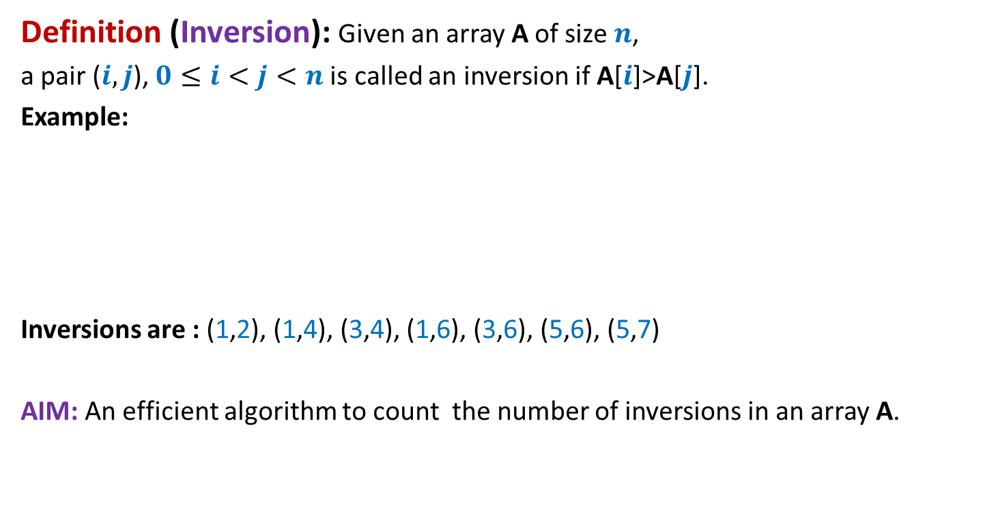 Definition (Inversion): Given an array A of size n,
a pair (i, j), 0 ≤ i < j < n is called an inversion if A[i]>A[j].
Example:
Inversions are : (1,2), (1,4), (3,4), (1,6), (3,6), (5,6), (5,7)
AIM: An efficient algorithm to count  the number of inversions in an array A.